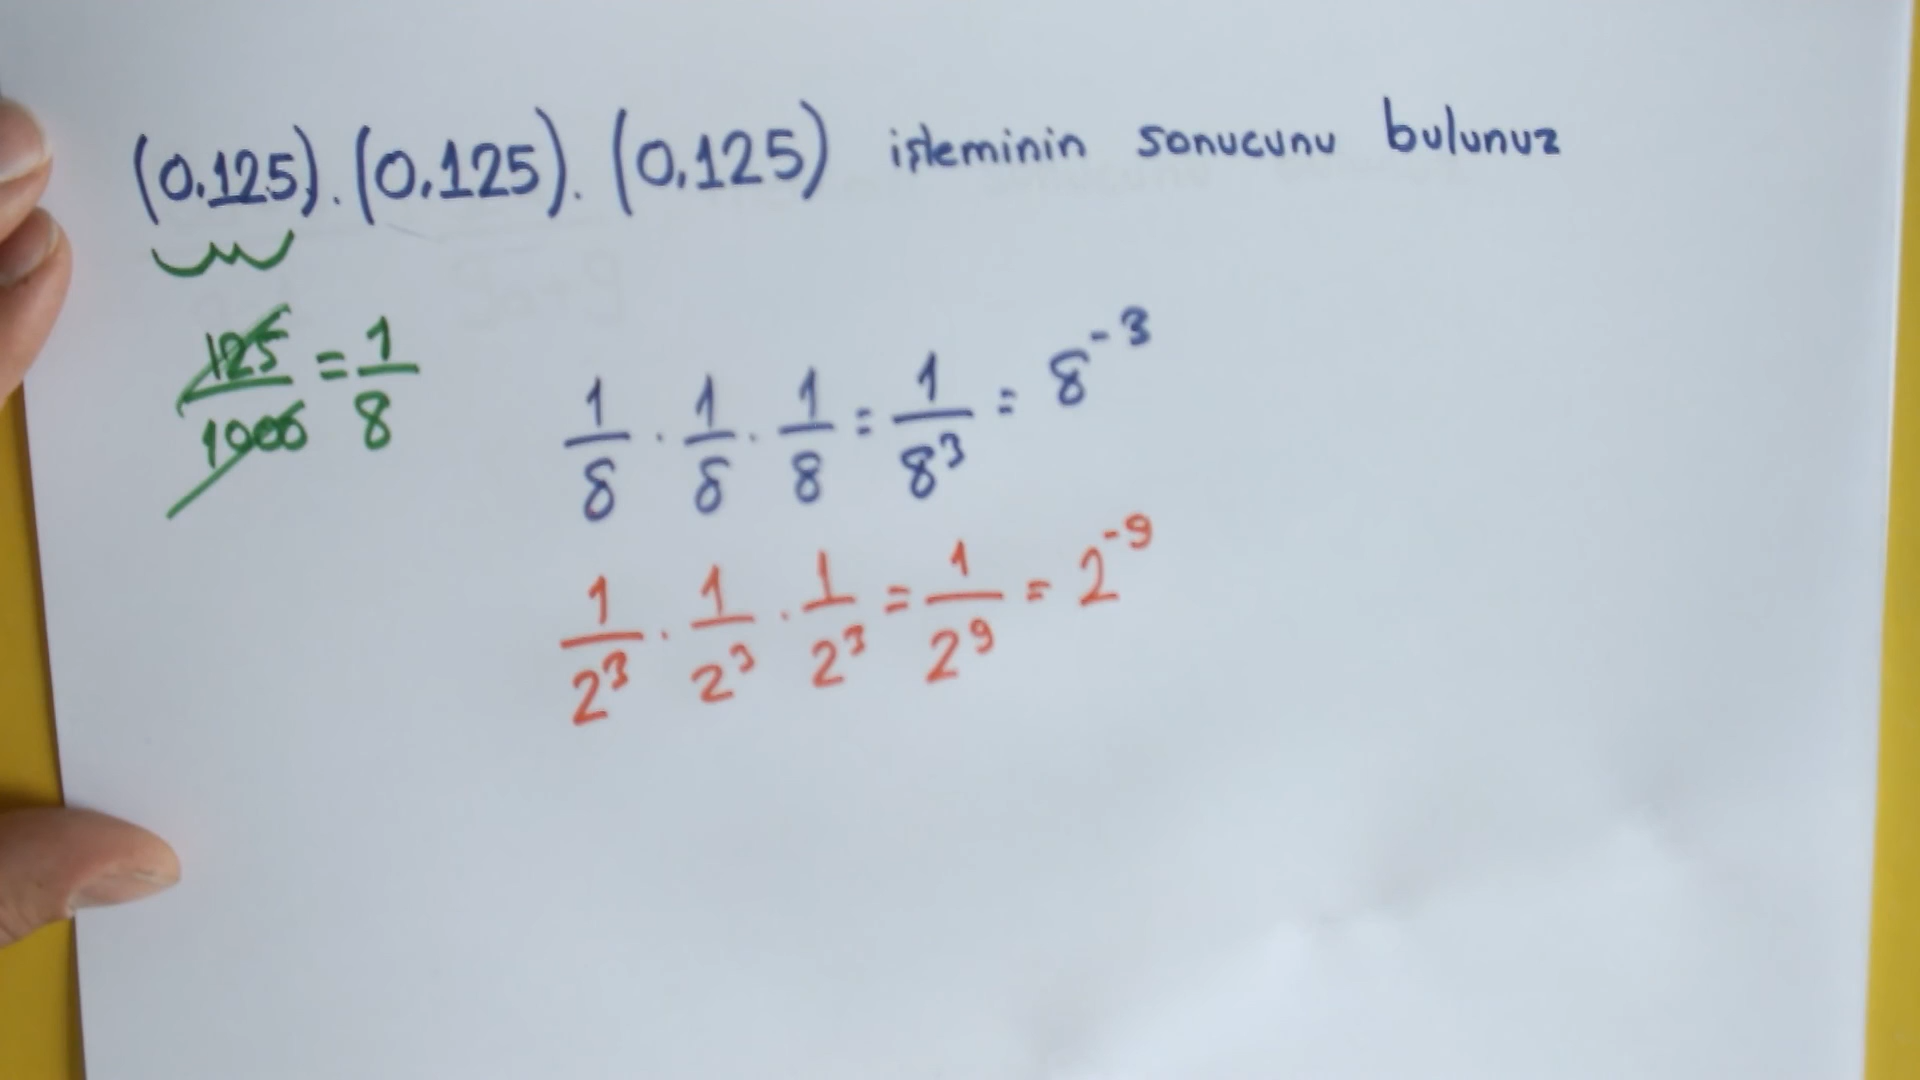 (0.125).(0.125).(0,125) işleminin sonucunu bulunuz
125/1000 = 1/8
1/8 . 1/8 . 1/8 = 1/8³ = 8⁻³
1/2³ . 1/2³ . 1/2³ = 1/2⁹ = 2⁻⁹